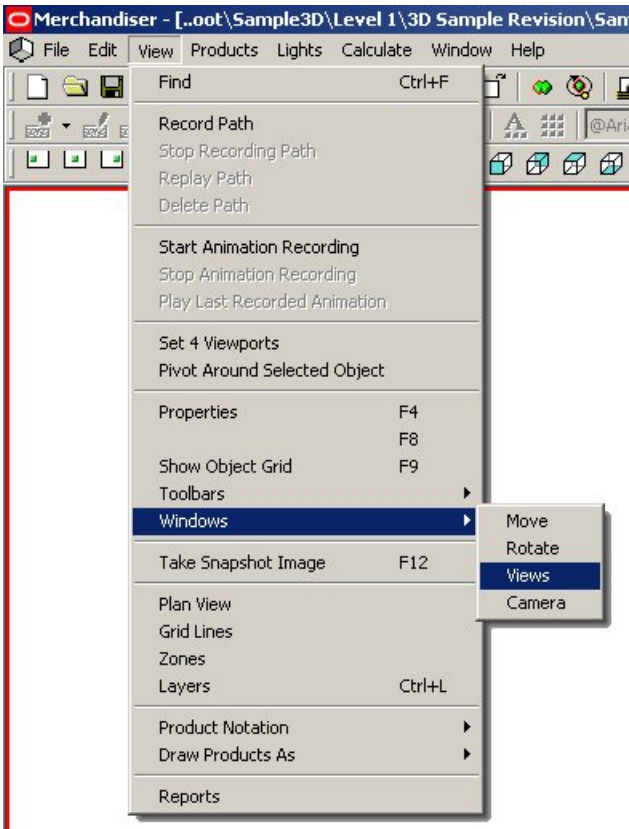 Merchandiser - [..oot\Sample3D\Level 1\3D Sample Revision\San
File Edit View Products Lights Calculate Window Help
Find Ctrl+F
Record Path
Stop Recording Path
Replay Path
Delete Path
Start Animation Recording
Stop Animation Recording
Play Last Recorded Animation
Set 4 Viewports
Pivot Around Selected Object
Properties F4
F8
Show Object Grid F9
Toolbars
Windows
Move
Rotate
Views
Camera
Take Snapshot Image F12
Plan View
Grid Lines
Zones
Layers Ctrl+L
Product Notation
Draw Products As
Reports
A
@Ari